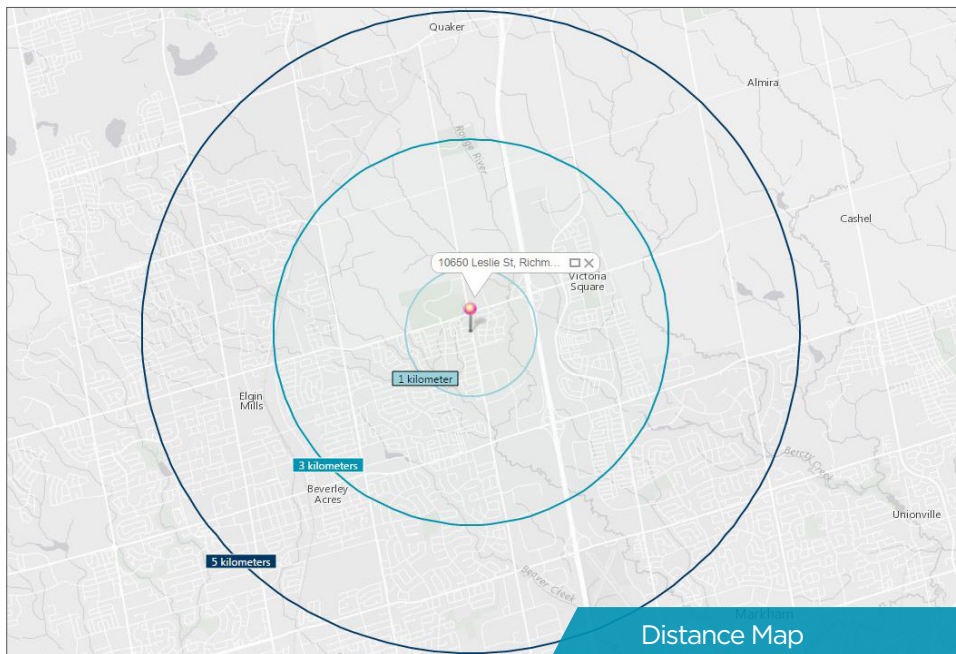 Quaker
Almira
Rouge River
Cashel
10650 Leslie St, Richm...
Victoria
Square
1 kilometer
Elgin
Mills
3 kilometers
Beverley
Acres
Berczy Creek
Unionville
5 kilometers
Beaver Creek
Markham
Distance Map